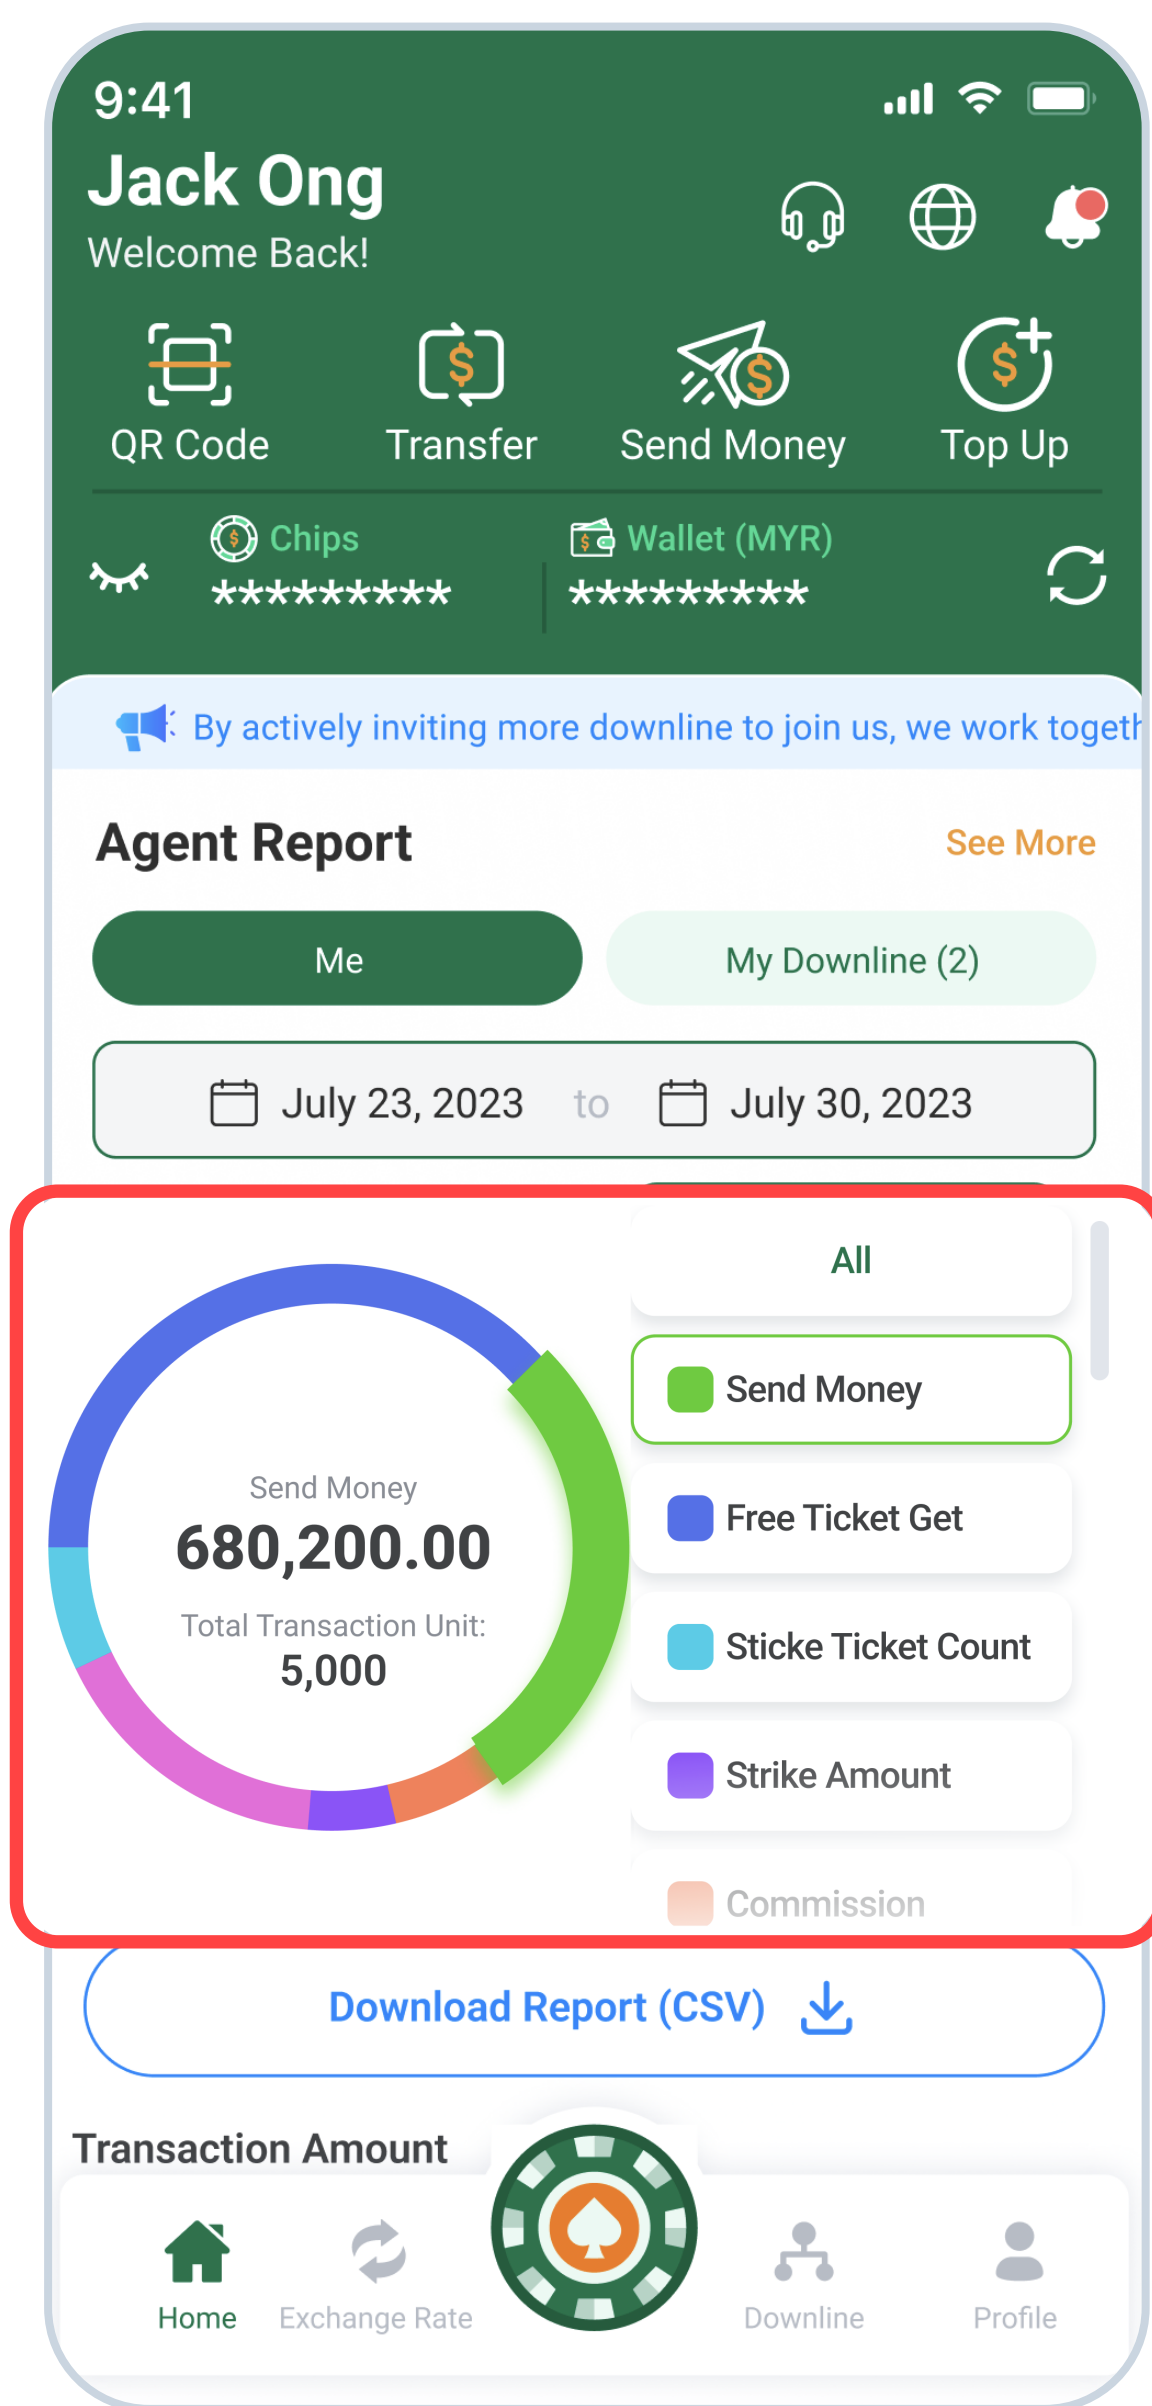 9:41
Jack Ong
Welcome Back!
QR Code
Transfer
Send Money
Top Up
Chips
*********
Wallet (MYR)
*********
By actively inviting more downline to join us, we work togeth
Agent Report
See More
Me
My Downline (2)
July 23, 2023 to July 30, 2023
All
Send Money
Free Ticket Get
Sticke Ticket Count
Strike Amount
Commission
Send Money
680,200.00
Total Transaction Unit:
5,000
Download Report (CSV)
Transaction Amount
Home
Exchange Rate
Downline
Profile